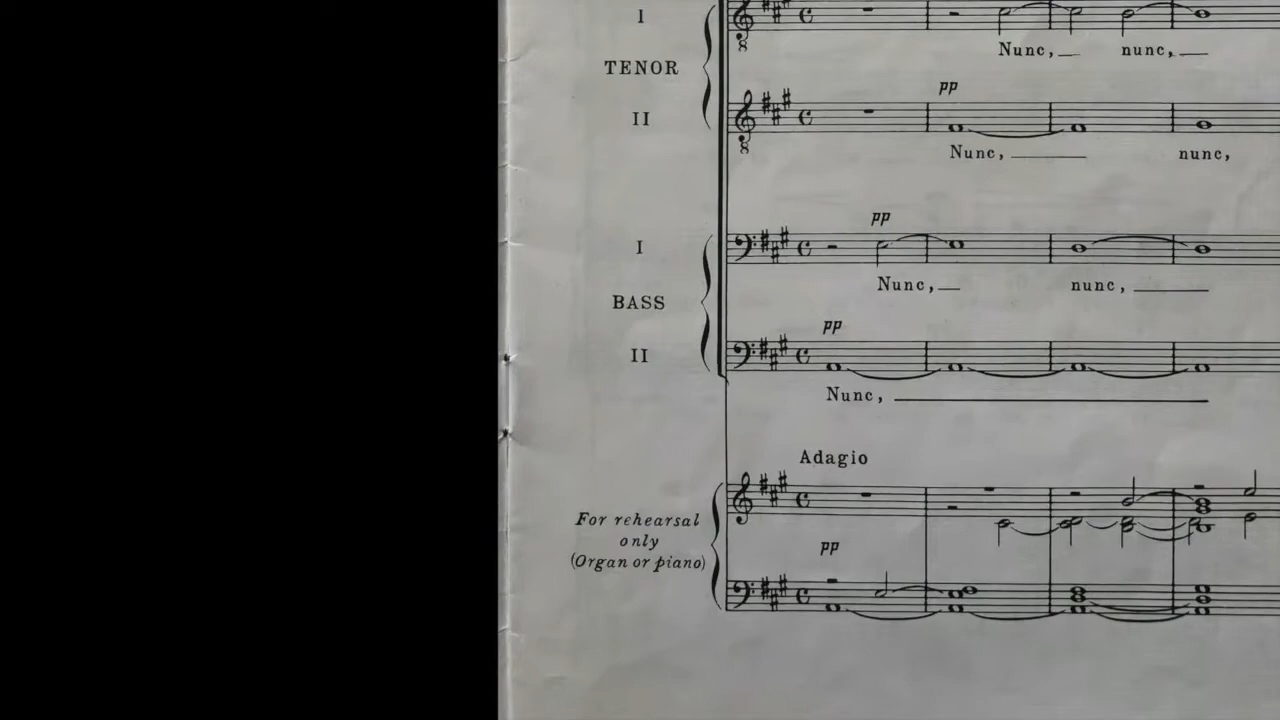 I
TENOR
Nunc, nunc,
pp
II
Nunc, nunc,
pp
I
Nunc, nunc,
BASS
pp
II
Nunc,
Adagio
For rehearsal
only
(Organ or piano)
pp